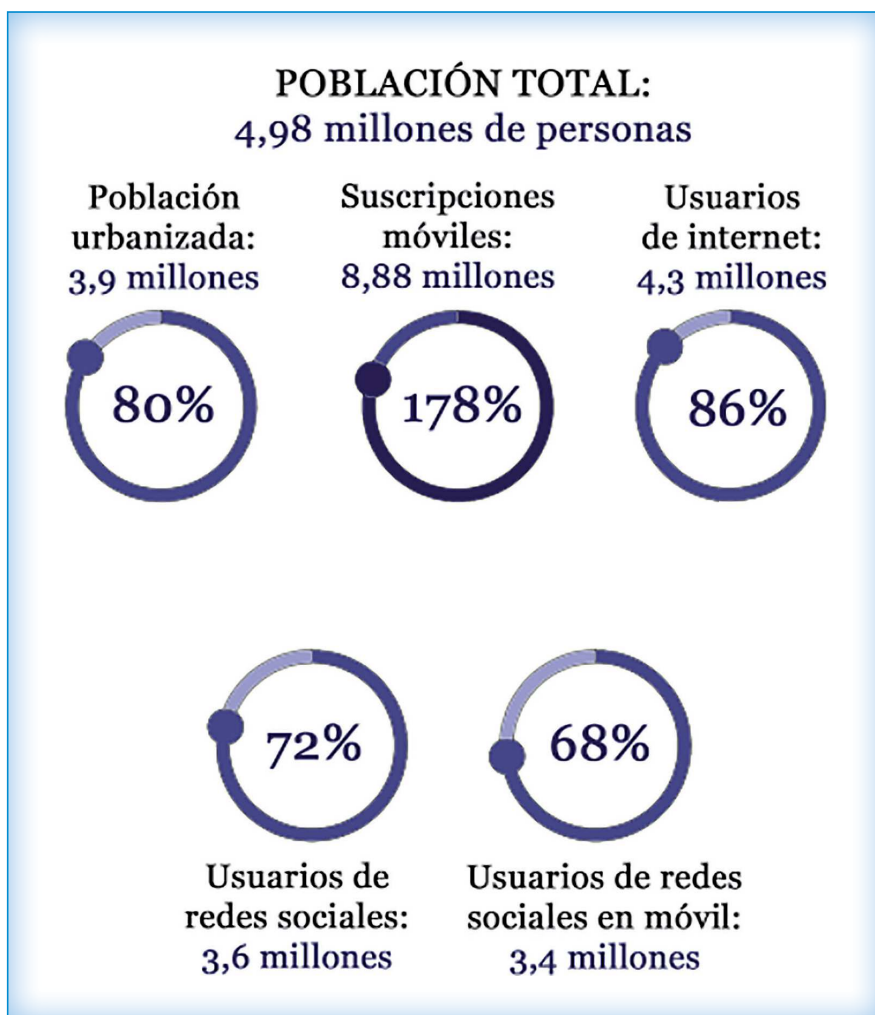 POBLACIÓN TOTAL:
4,98 millones de personas
Población
urbanizada:
3,9 millones
80%
Suscripciones
móviles:
8,88 millones
178%
Usuarios
de internet:
4,3 millones
86%
72%
Usuarios de
redes sociales:
3,6 millones
68%
Usuarios de redes
sociales en móvil:
3,4 millones